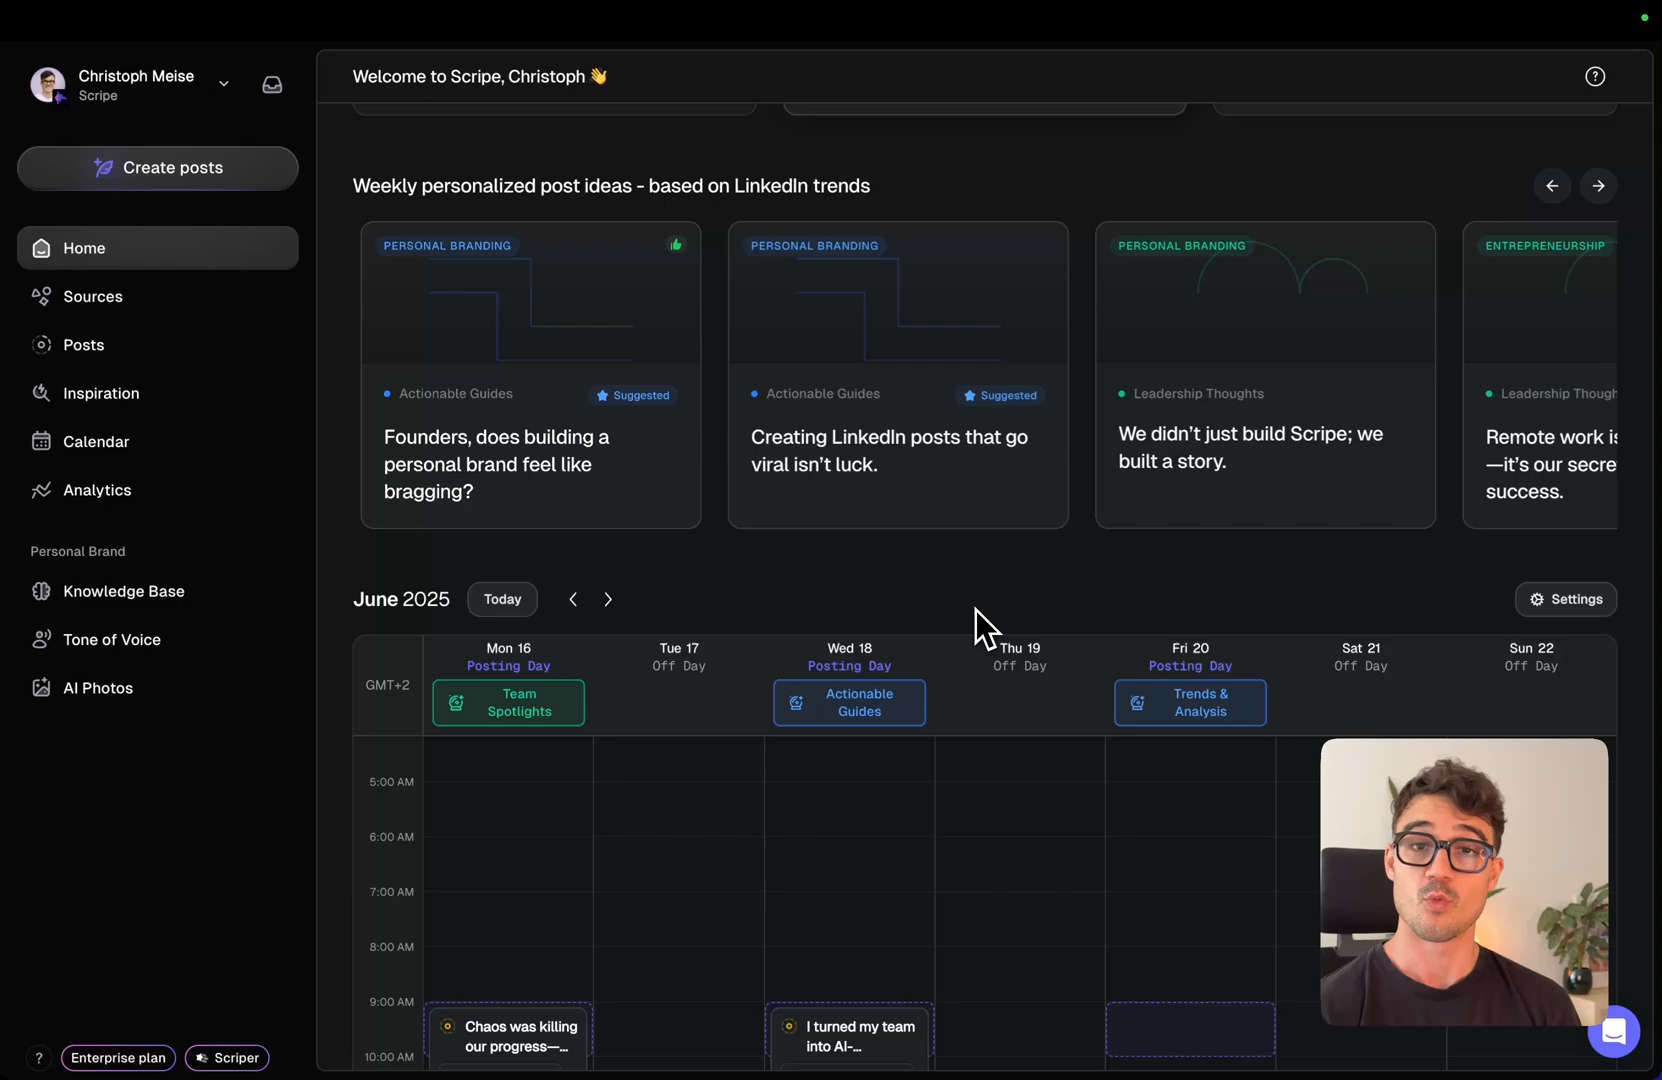 Christoph Meise
Scripe
Welcome to Scripe, Christoph 👋
?
Create posts
Home
Sources
Posts
Inspiration
Calendar
Analytics
Personal Brand
Knowledge Base
Tone of Voice
AI Photos
?
Enterprise plan
Scriper
Weekly personalized post ideas - based on LinkedIn trends
PERSONAL BRANDING
Actionable Guides
Suggested
Founders, does building a
personal brand feel like
bragging?
PERSONAL BRANDING
Actionable Guides
Suggested
Creating LinkedIn posts that go
viral isn't luck.
PERSONAL BRANDING
Leadership Thoughts
We didn't just build Scripe; we
built a story.
ENTREPRENEURSHIP
Leadership Though
Remote work is
—it's our secre
success.
June 2025
Today
Settings
GMT+2
Mon 16
Posting Day
Team
Spotlights
Tue 17
Off Day
Wed 18
Posting Day
Actionable
Guides
Thu 19
Off Day
Fri 20
Posting Day
Trends &
Analysis
Sat 21
Off Day
Sun 22
Off Day
5:00 AM
6:00 AM
7:00 AM
8:00 AM
9:00 AM
10:00 AM
Chaos was killing
our progress—...
I turned my team
into AI-...